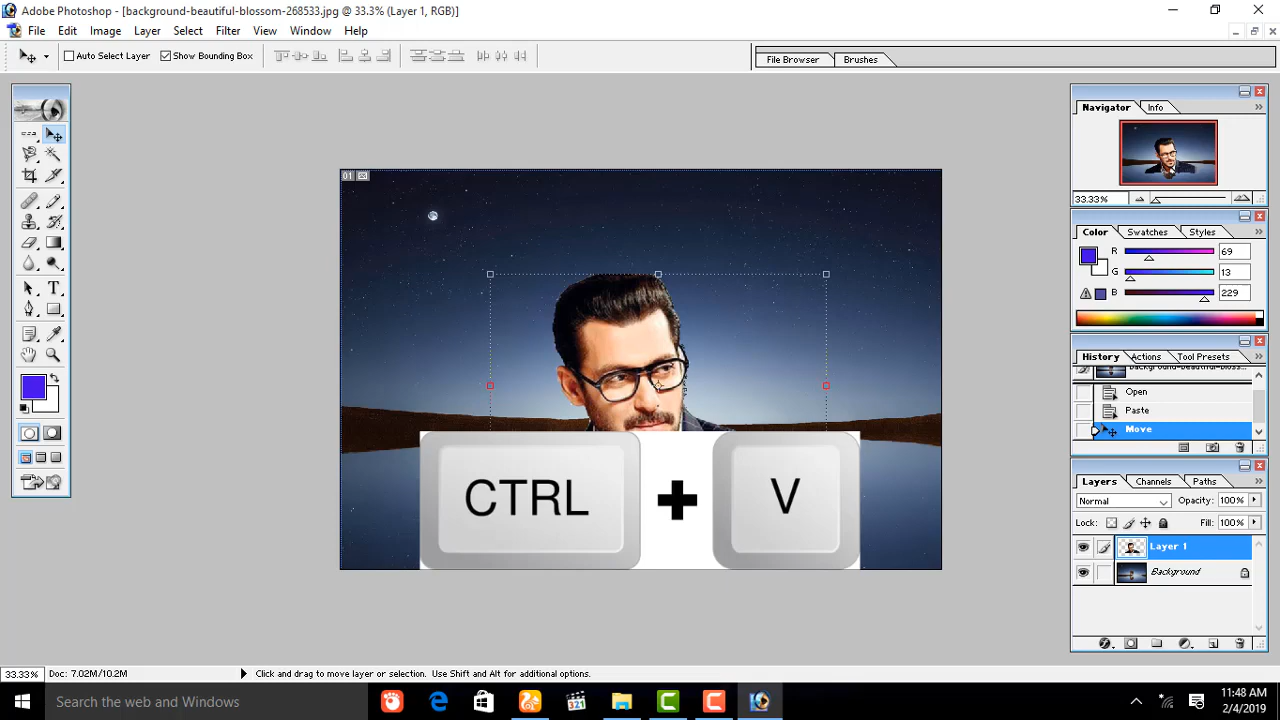 Adobe Photoshop - [background-beautiful-blossom-268533.jpg @ 33.3% (Layer 1, RGB)]
File Edit Image Layer Select Filter View Window Help
Auto Select Layer Show Bounding Box
File Browser Brushes
Navigator Info
33.33%
Color Swatches Styles
R 69
G 13
B 229
History Actions Tool Presets
Open
Paste
Move
Layers Channels Paths
Normal Opacity: 100%
Lock: Fill: 100%
Layer 1
Background
01
CTRL + V
33.33% Doc: 7.02M/10.2M Click and drag to move layer or selection. Use Shift and Alt for additional options.
Search the web and Windows
321
11:48 AM
2/4/2019